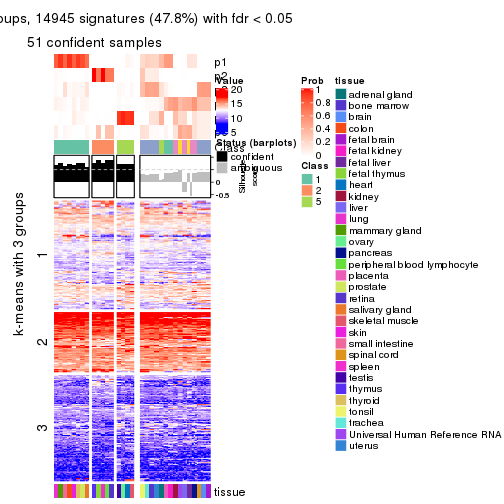 oups, 14945 signatures (47.8%) with fdr < 0.05
51 confident samples
p1
p2
Class
Value
20
15
10
5
Status (barplots)
confident
ambiguous
0
-0.5
Silhouette
score
k-means with 3 groups
1
2
3
tissue
Prob
1
0.8
0.6
0.4
0.2
0
Class
1
2
5
tissue
adrenal gland
bone marrow
brain
colon
fetal brain
fetal kidney
fetal liver
fetal thymus
heart
kidney
liver
lung
mammary gland
ovary
pancreas
peripheral blood lymphocyte
placenta
prostate
retina
salivary gland
skeletal muscle
skin
small intestine
spinal cord
spleen
testis
thymus
thyroid
tonsil
trachea
Universal Human Reference RNA
uterus